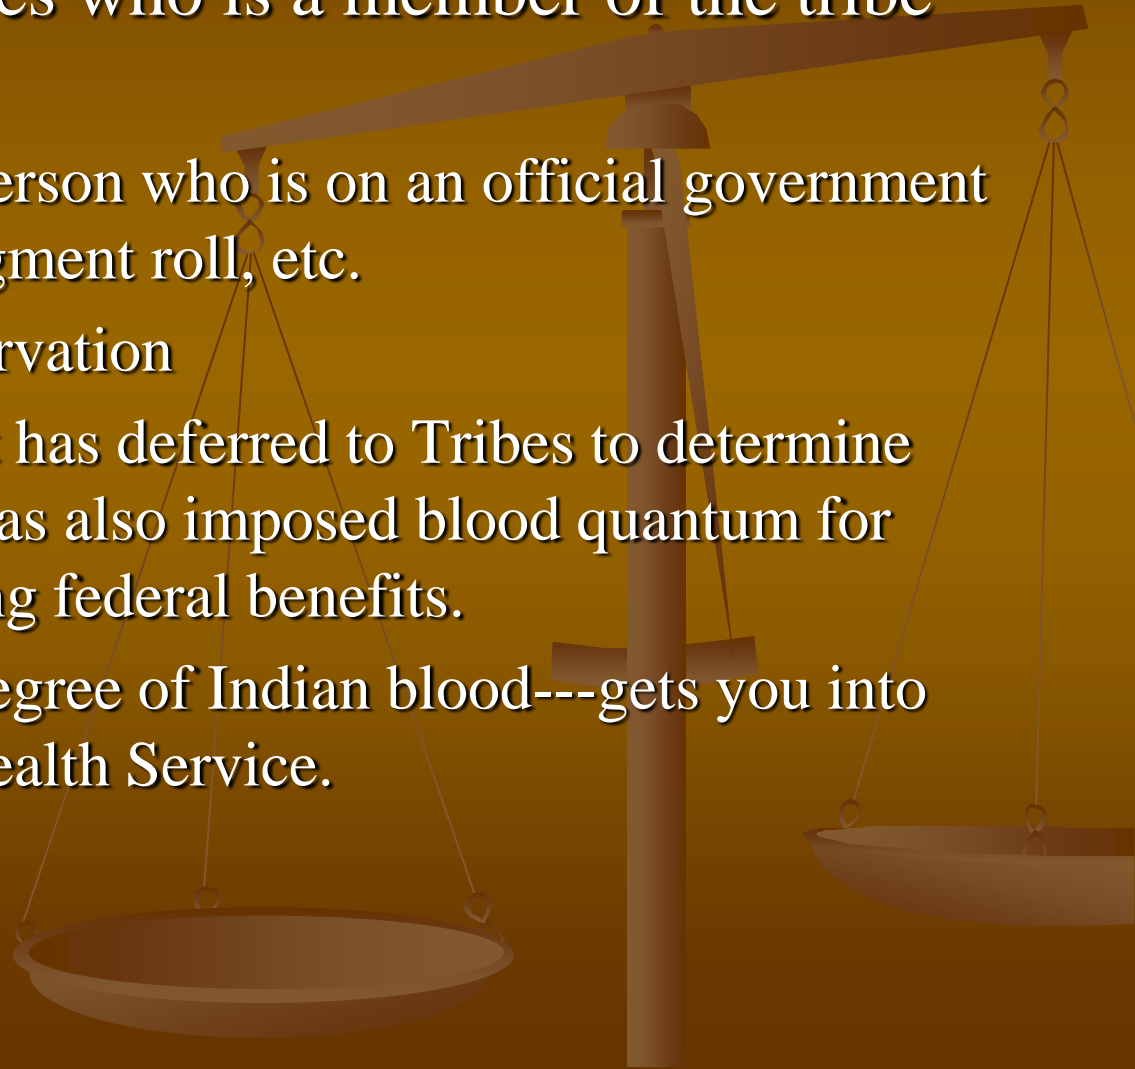 es who is a member of the tribe
erson who is on an official government
gment roll, etc.
rvation
has deferred to Tribes to determine
as also imposed blood quantum for
ng federal benefits.
egree of Indian blood---gets you into
ealth Service.